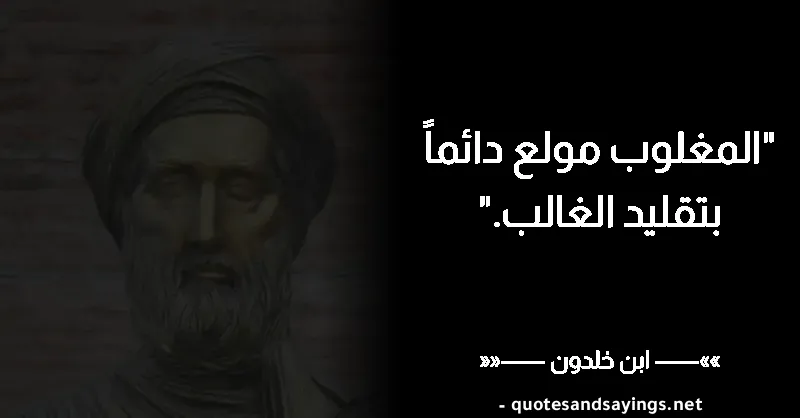 "المغلوب مولع دائماً
بتقليد الغالب."
»»—— ابن خلدون ——««
- quotesandsayings.net